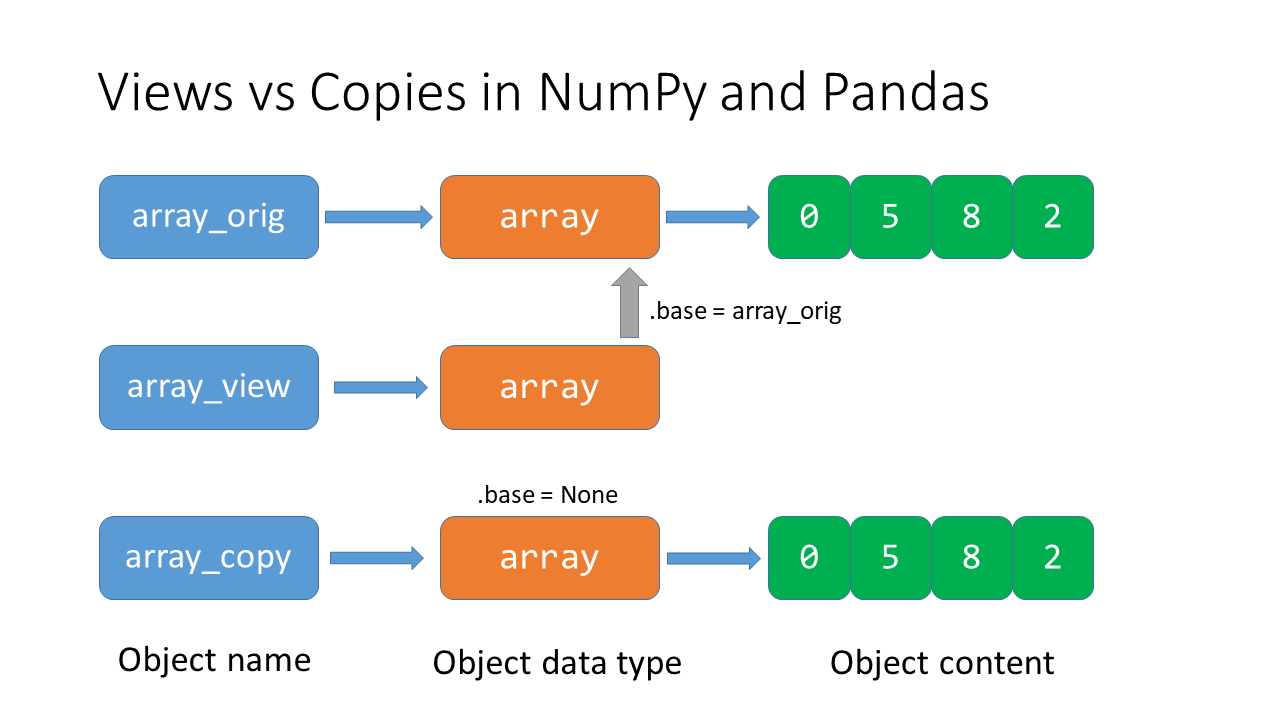 Views vs Copies in NumPy and Pandas
array_orig array 0 5 8 2
.base = array_orig
array_view array
.base = None
array_copy array 0 5 8 2
Object name Object data type Object content